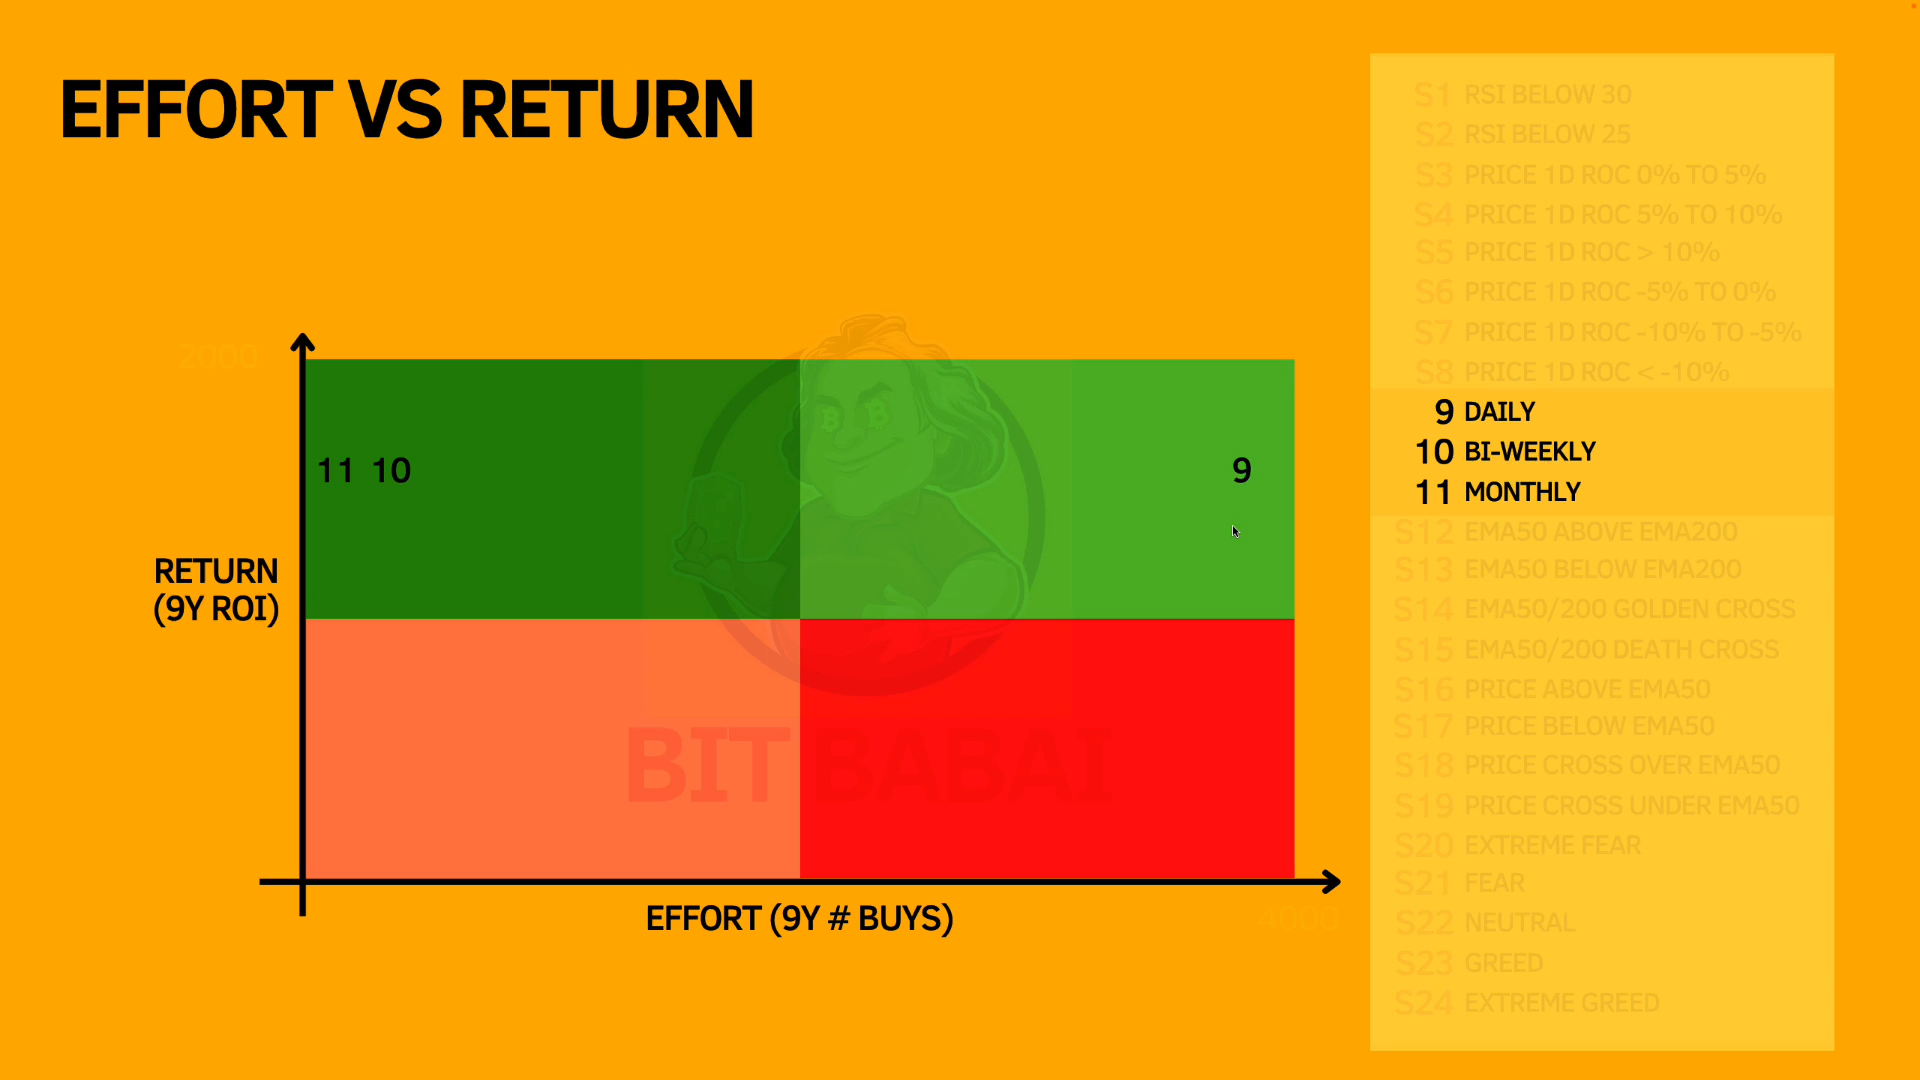 EFFORT VS RETURN
2000
11 10
9
RETURN
(9Y ROI)
BIT BABAI
EFFORT (9Y # BUYS)
4000
S1 RSI BELOW 30
S2 RSI BELOW 25
S3 PRICE 1D ROC 0% TO 5%
S4 PRICE 1D ROC 5% TO 10%
S5 PRICE 1D ROC > 10%
S6 PRICE 1D ROC -5% TO 0%
S7 PRICE 1D ROC -10% TO -5%
S8 PRICE 1D ROC < -10%
9 DAILY
10 BI-WEEKLY
11 MONTHLY
S12 EMA50 ABOVE EMA200
S13 EMA50 BELOW EMA200
S14 EMA50/200 GOLDEN CROSS
S15 EMA50/200 DEATH CROSS
S16 PRICE ABOVE EMA50
S17 PRICE BELOW EMA50
S18 PRICE CROSS OVER EMA50
S19 PRICE CROSS UNDER EMA50
S20 EXTREME FEAR
S21 FEAR
S22 NEUTRAL
S23 GREED
S24 EXTREME GREED